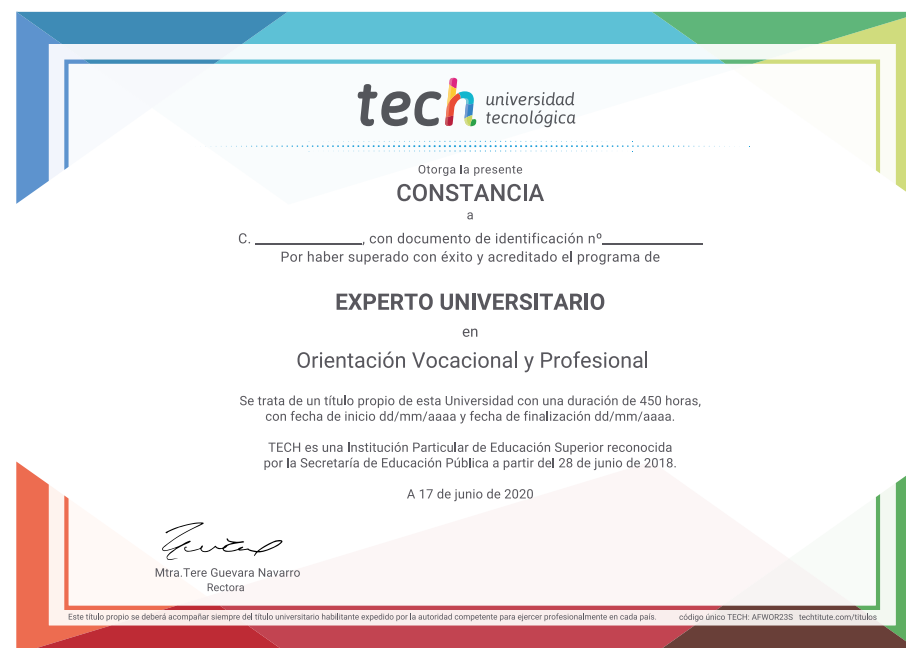 tech universidad
tecnológica
Otorga la presente
CONSTANCIA
a
C. ______________, con documento de identificación nº_____________
Por haber superado con éxito y acreditado el programa de
EXPERTO UNIVERSITARIO
en
Orientación Vocacional y Profesional
Se trata de un título propio de esta Universidad con una duración de 450 horas,
con fecha de inicio dd/mm/aaaa y fecha de finalización dd/mm/aaaa.
TECH es una Institución Particular de Educación Superior reconocida
por la Secretaría de Educación Pública a partir del 28 de junio de 2018.
A 17 de junio de 2020
Mtra.Tere Guevara Navarro
Rectora
Este título propio se deberá acompañar siempre del título universitario habilitante expedido por la autoridad competente para ejercer profesionalmente en cada país. código único TECH: AFWOR23S techtitute.com/titulos